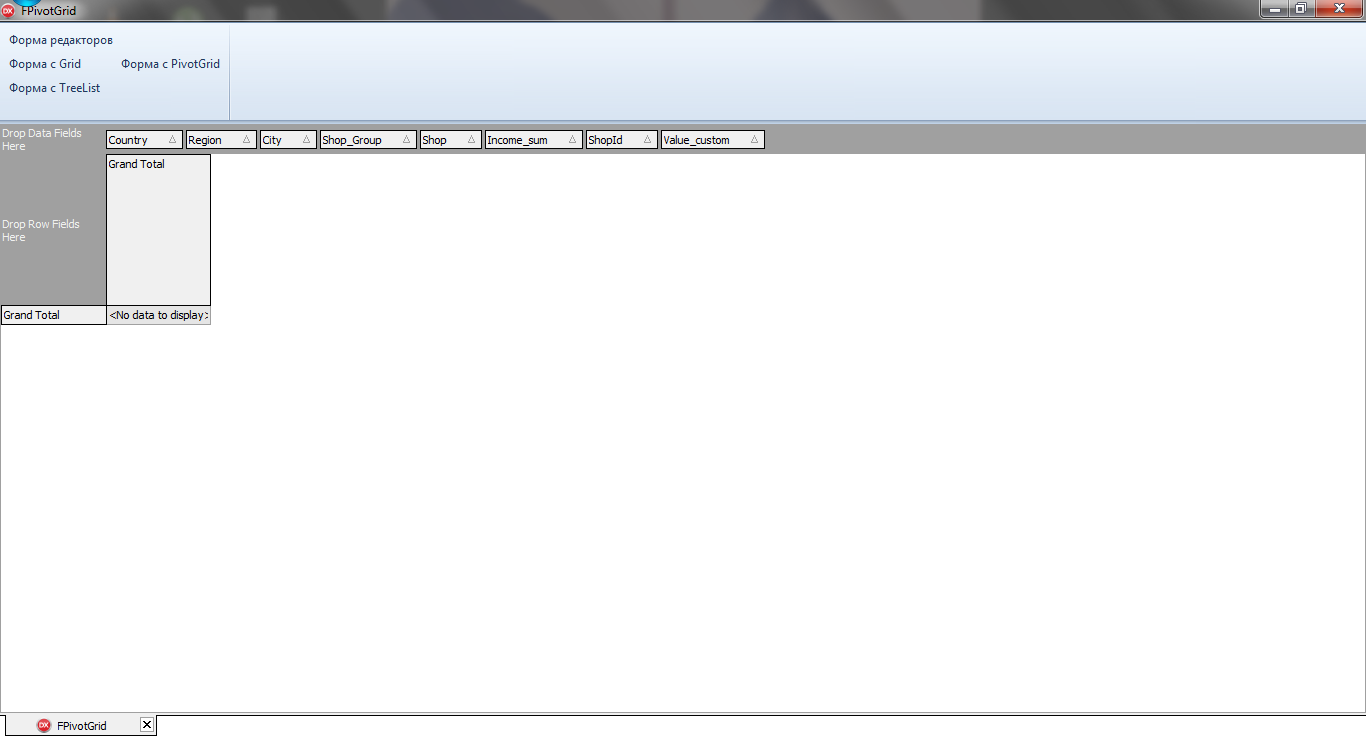 FPivotGrid
Форма редакторов
Форма с Grid
Форма с PivotGrid
Форма с TreeList
Drop Data Fields
Here
Country
Region
City
Shop_Group
Shop
Income_sum
ShopId
Value_custom
Grand Total
Drop Row Fields
Here
Grand Total
<No data to display>
FPivotGrid